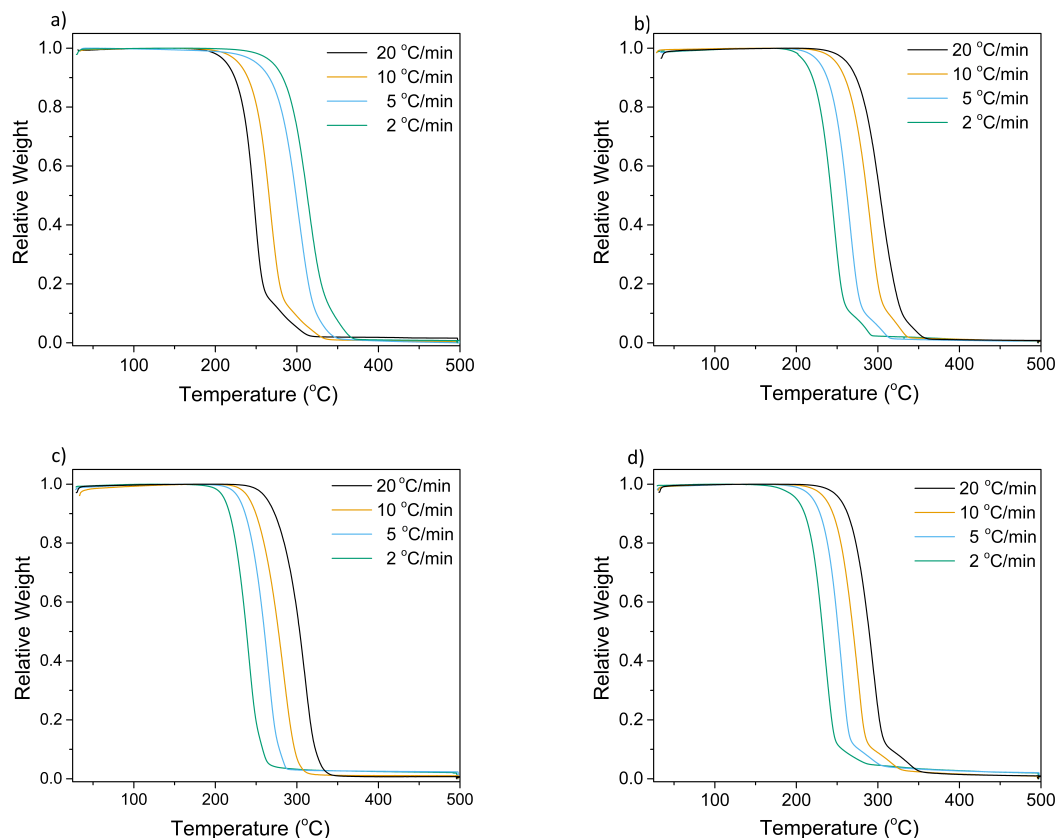 a)
1.0
0.8
0.6
0.4
0.2
0.0
Relative Weight
20 °C/min
10 °C/min
5 °C/min
2 °C/min
100 200 300 400 500
Temperature (°C)
b)
1.0
0.8
0.6
0.4
0.2
0.0
Relative Weight
20 °C/min
10 °C/min
5 °C/min
2 °C/min
100 200 300 400 500
Temperature (°C)
c)
1.0
0.8
0.6
0.4
0.2
0.0
Relative Weight
20 °C/min
10 °C/min
5 °C/min
2 °C/min
100 200 300 400 500
Temperature (°C)
d)
1.0
0.8
0.6
0.4
0.2
0.0
Relative Weight
20 °C/min
10 °C/min
5 °C/min
2 °C/min
100 200 300 400 500
Temperature (°C)